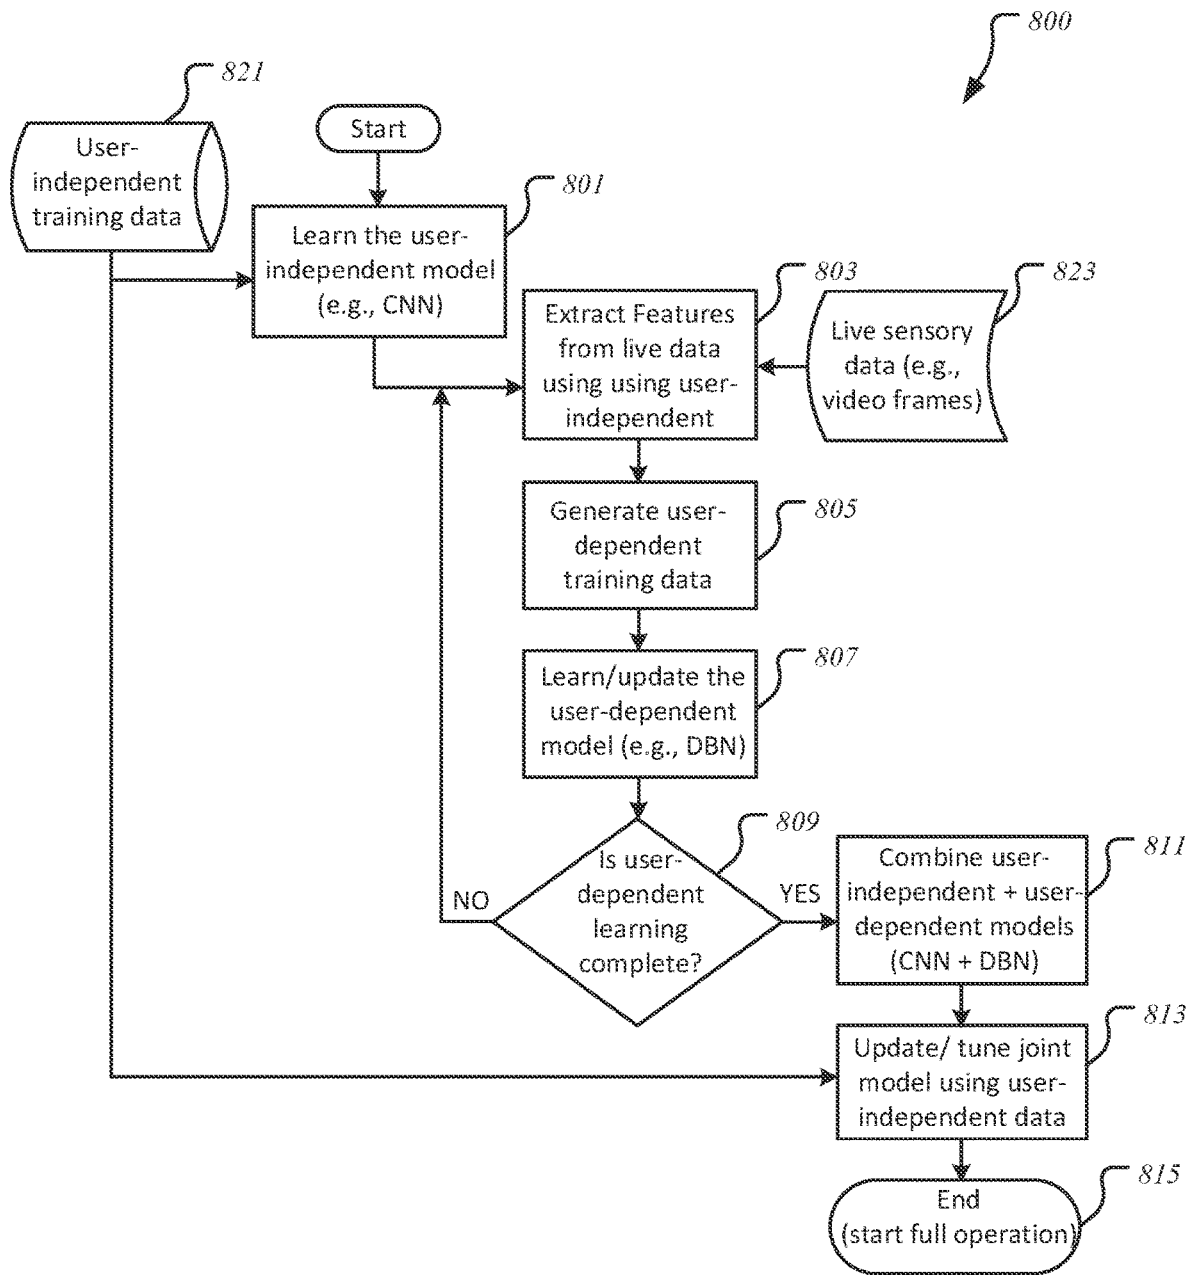 800
821
User-
independent
training data
Start
801
Learn the user-
independent model
(e.g., CNN)
803
Extract Features
from live data
using using user-
independent
823
Live sensory
data (e.g.,
video frames)
805
Generate user-
dependent
training data
807
Learn/update the
user-dependent
model (e.g., DBN)
809
Is user-
dependent
learning
complete?
NO
YES
811
Combine user-
independent + user-
dependent models
(CNN + DBN)
813
Update/ tune joint
model using user-
independent data
815
End
(start full operation)